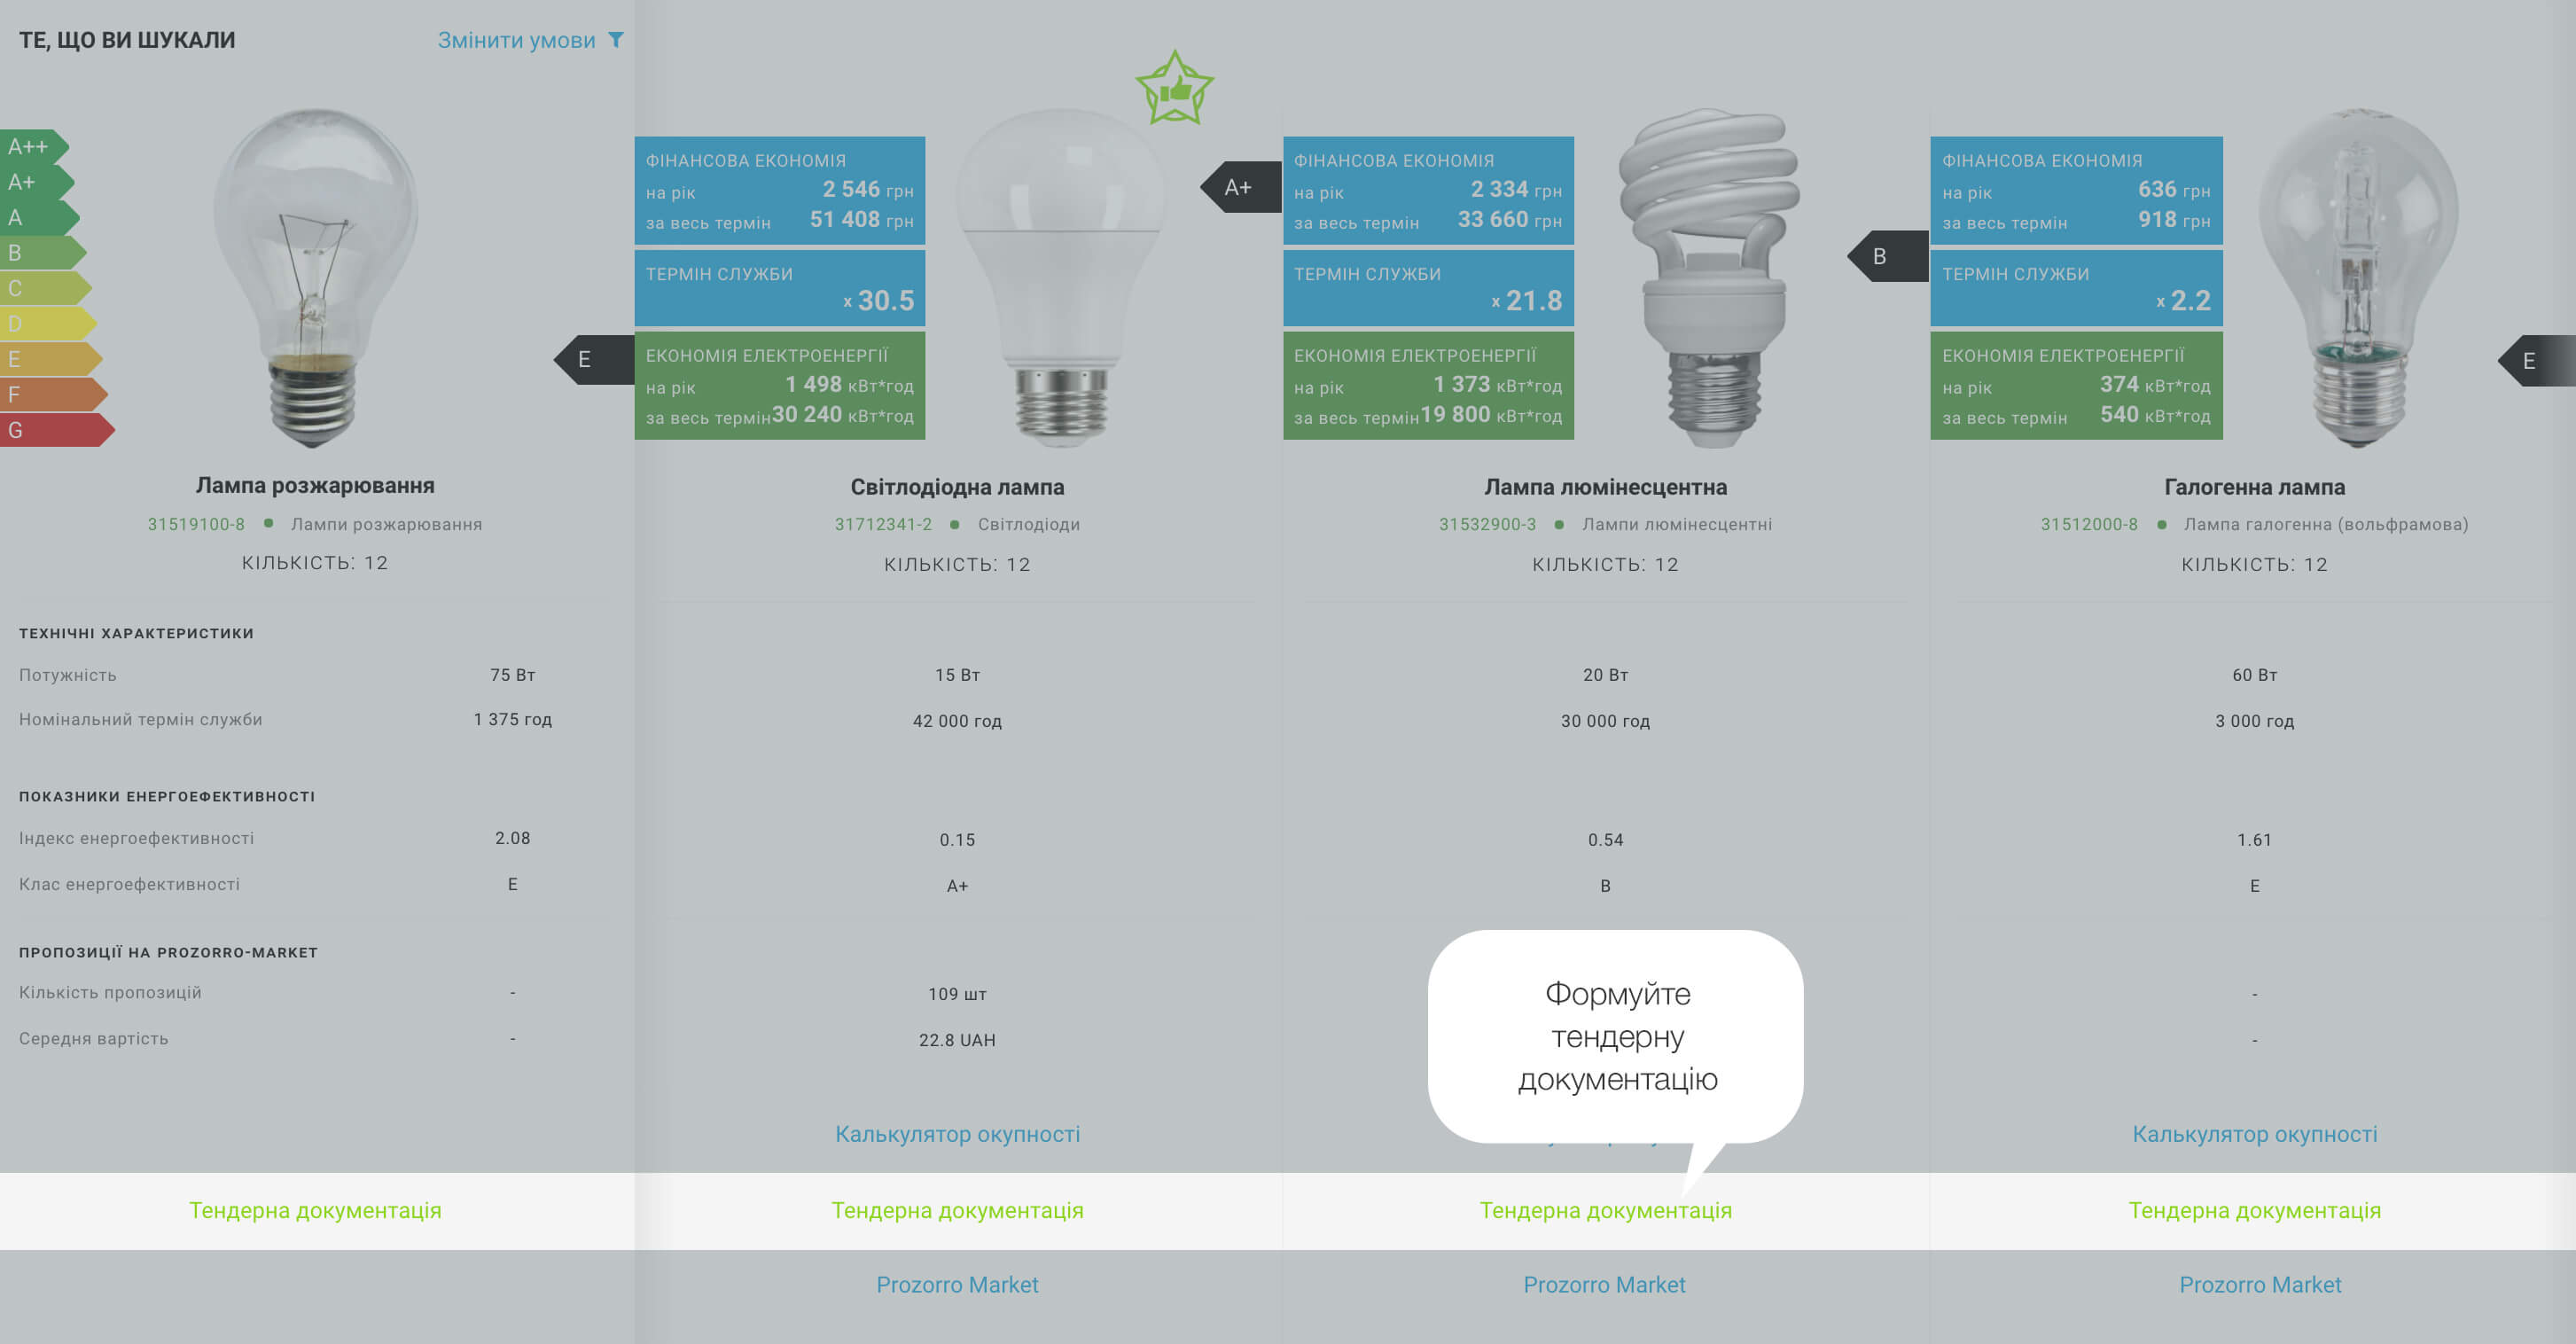 ТЕ, ЩО ВИ ШУКАЛИ
Змінити умови
A++
A+
A
B
C
D
E
F
G
E
Лампа розжарювання
31519100-8 ● Лампи розжарювання
КІЛЬКІСТЬ: 12
ФІНАНСОВА ЕКОНОМІЯ
на рік 2 546 грн
за весь термін 51 408 грн
ТЕРМІН СЛУЖБИ
x 30.5
ЕКОНОМІЯ ЕЛЕКТРОЕНЕРГІЇ
на рік 1 498 кВт*год
за весь термін 30 240 кВт*год
A+
Світлодіодна лампа
31712341-2 ● Світлодіоди
КІЛЬКІСТЬ: 12
ФІНАНСОВА ЕКОНОМІЯ
на рік 2 334 грн
за весь термін 33 660 грн
ТЕРМІН СЛУЖБИ
x 21.8
ЕКОНОМІЯ ЕЛЕКТРОЕНЕРГІЇ
на рік 1 373 кВт*год
за весь термін 19 800 кВт*год
B
Лампа люмінесцентна
31532900-3 ● Лампи люмінесцентні
КІЛЬКІСТЬ: 12
ФІНАНСОВА ЕКОНОМІЯ
на рік 636 грн
за весь термін 918 грн
ТЕРМІН СЛУЖБИ
x 2.2
ЕКОНОМІЯ ЕЛЕКТРОЕНЕРГІЇ
на рік 374 кВт*год
за весь термін 540 кВт*год
E
Галогенна лампа
31512000-8 ● Лампа галогенна (вольфрамова)
КІЛЬКІСТЬ: 12
ТЕХНІЧНІ ХАРАКТЕРИСТИКИ
Потужність 75 Вт 15 Вт 20 Вт 60 Вт
Номінальний термін служби 1 375 год 42 000 год 30 000 год 3 000 год
ПОКАЗНИКИ ЕНЕРГОЕФЕКТИВНОСТІ
Індекс енергоефективності 2.08 0.15 0.54 1.61
Клас енергоефективності E A+ B E
ПРОПОЗИЦІЇ НА PROZORRO-MARKET
Кількість пропозицій - 109 шт -
Середня вартість - 22.8 UAH -
Формуйте
тендерну
документацію
Калькулятор окупності Калькулятор окупності
Тендерна документація Тендерна документація Тендерна документація Тендерна документація
Prozorro Market Prozorro Market Prozorro Market